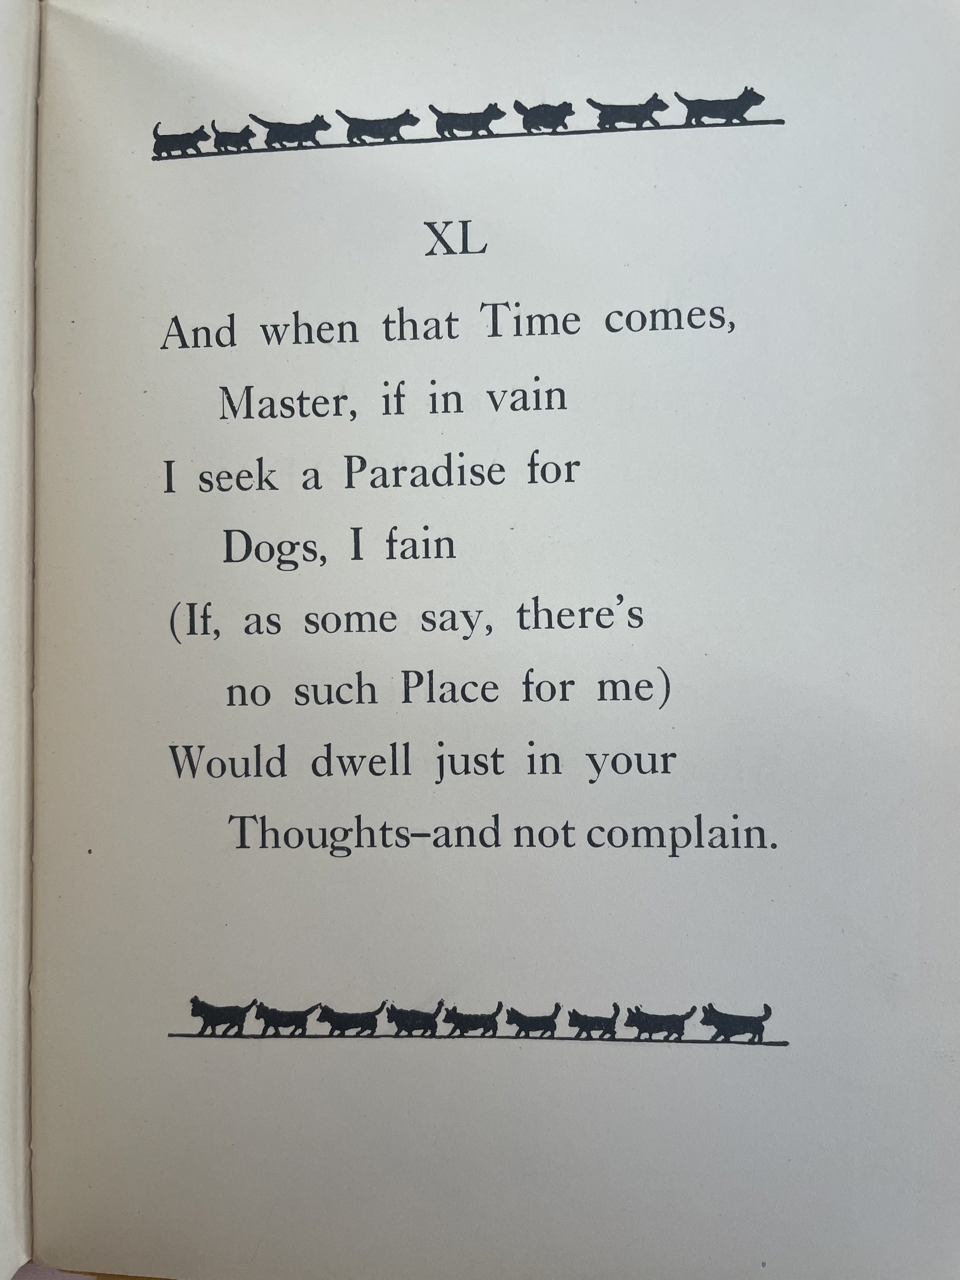 XL
And when that Time comes,
Master, if in vain
I seek a Paradise for
Dogs, I fain
(If, as some say, there's
no such Place for me)
Would dwell just in your
Thoughts–and not complain.